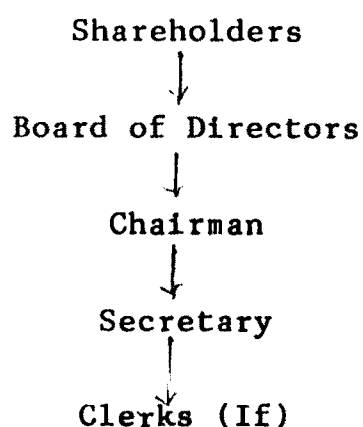 Shareholders
Board of Directors
Chairman
Secretary
Clerks (If)